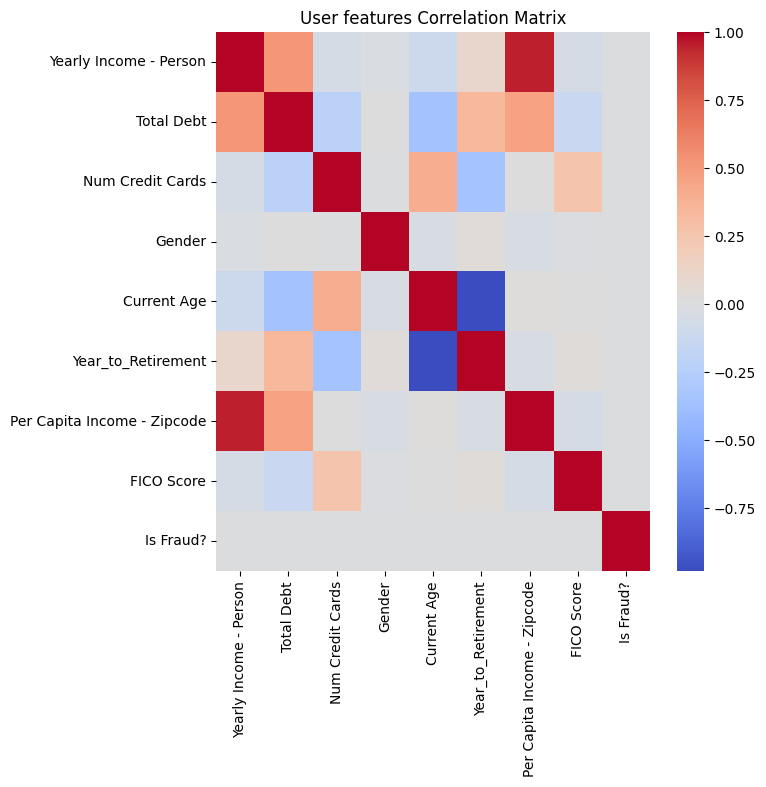 User features Correlation Matrix
Yearly Income - Person
Total Debt
Num Credit Cards
Gender
Current Age
Year_to_Retirement
Per Capita Income - Zipcode
FICO Score
Is Fraud?
Yearly Income - Person
Total Debt
Num Credit Cards
Gender
Current Age
Year_to_Retirement
Per Capita Income - Zipcode
FICO Score
Is Fraud?
1.00
0.75
0.50
0.25
0.00
−0.25
−0.50
−0.75